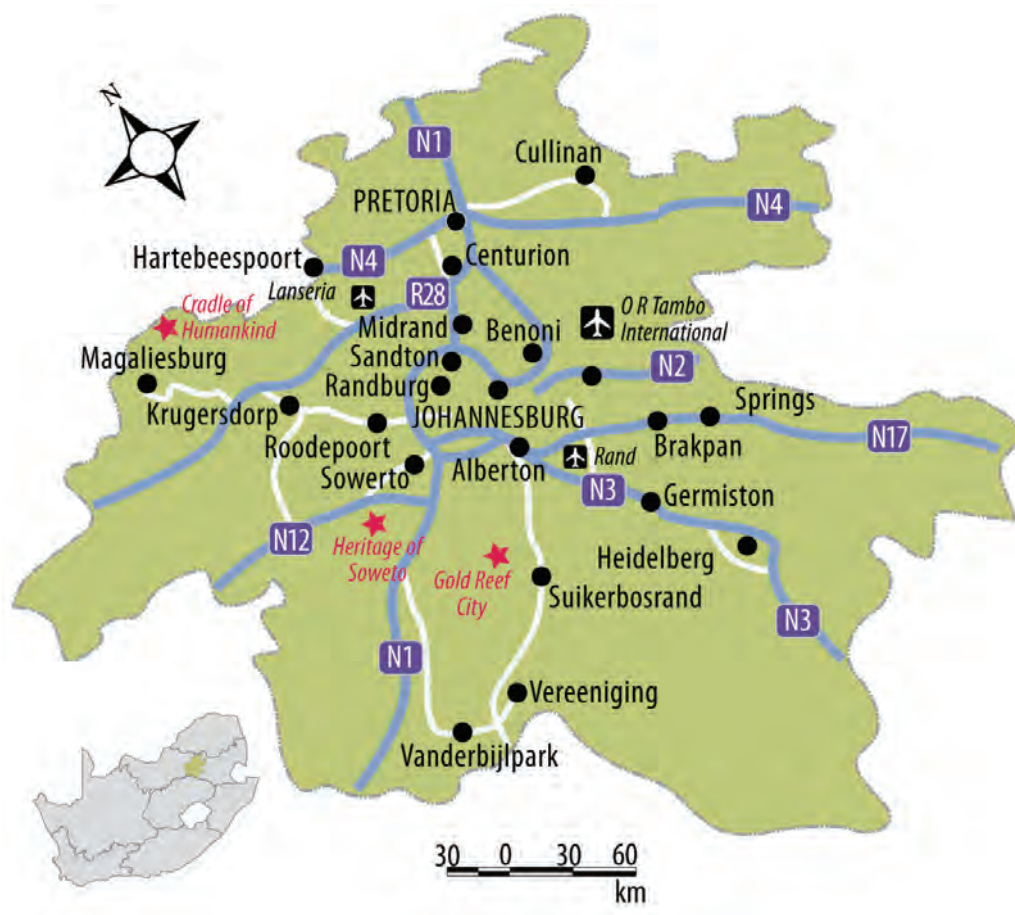 N
N1
Cullinan
PRETORIA
N4
Hartebeespoort
N4
Centurion
Lanseria
R28
Cradle of
Humankind
O R Tambo
International
Midrand
Benoni
Magaliesburg
Sandton
N2
Randburg
Krugersdorp
JOHANNESBURG
Springs
Roodepoort
Brakpan
N17
Sowerto
Alberton
Rand
N3
Germiston
N12
Heritage of
Soweto
Heidelberg
Gold Reef
City
Suikerbosrand
N3
N1
Vereeniging
Vanderbijlpark
30 0 30 60
km